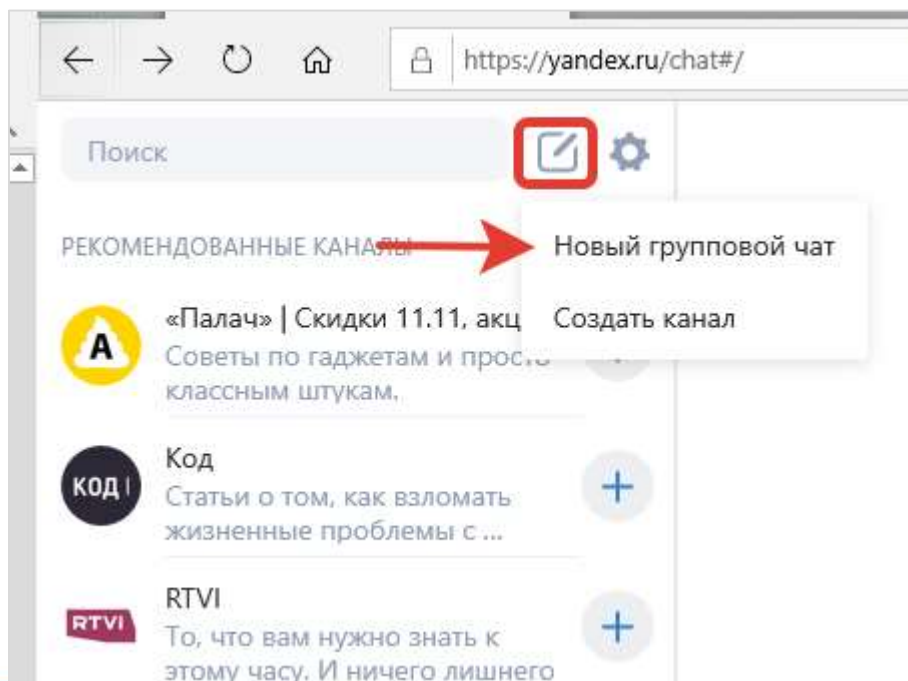 https://yandex.ru/chat#/
Поиск
РЕКОМЕНДОВАННЫЕ КАНАЛЫ
Новый групповой чат
Создать канал
«Палач» | Скидки 11.11, акц
Советы по гаджетам и просто
классным штукам.
А
Код
Статьи о том, как взломать
жизненные проблемы с ...
КОД
RTVI
То, что вам нужно знать к
этому часу. И ничего лишнего
RTVI